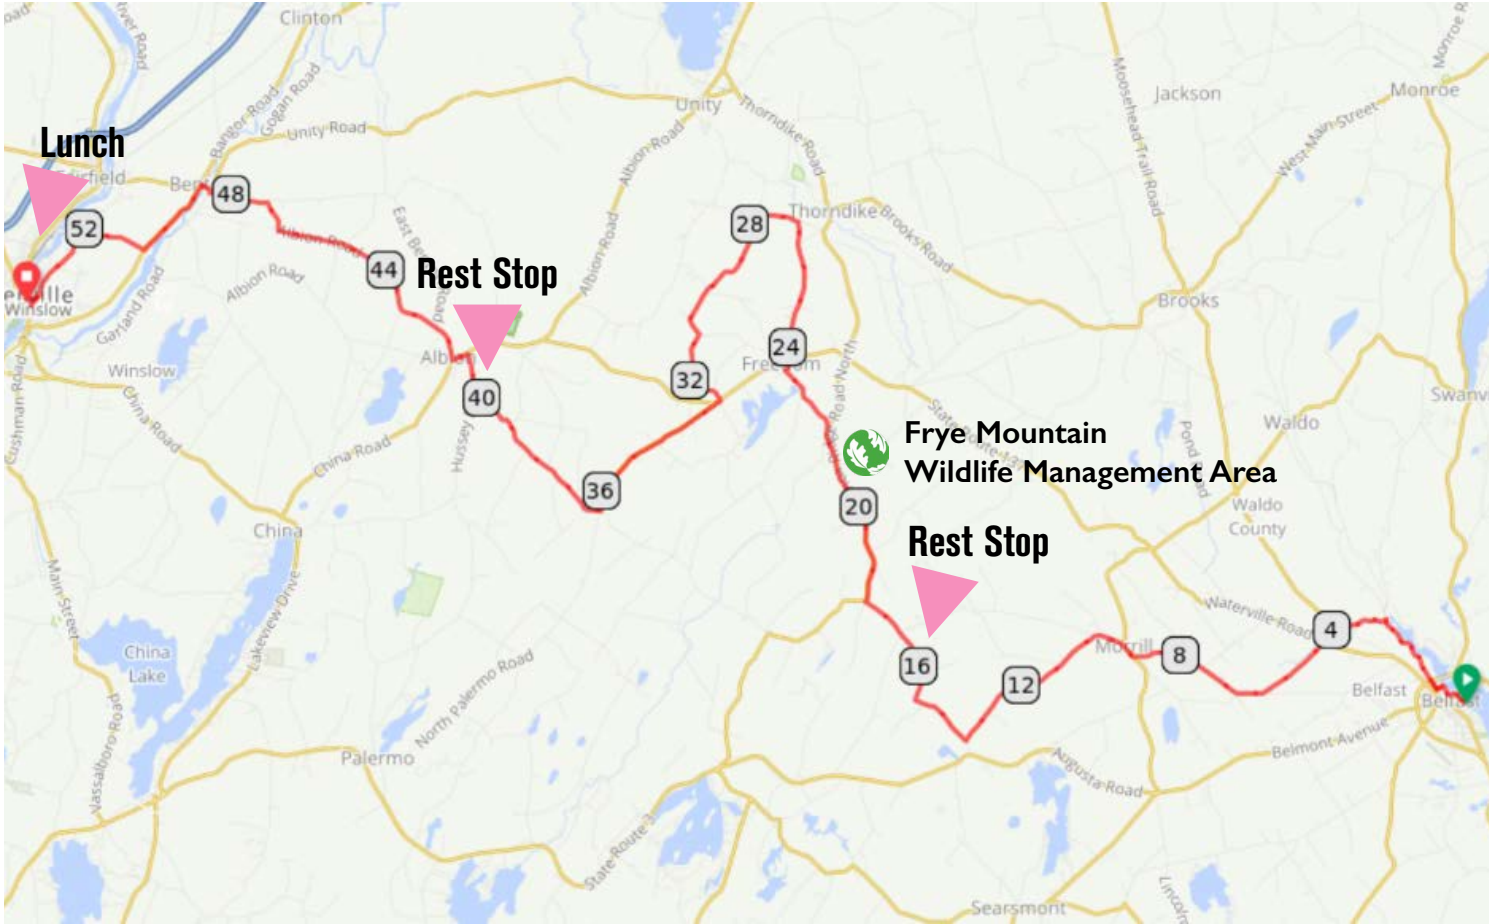 Clinton
River Road
Bangor Road
Gogan Road
Unity Road
Unity
Thorndike Road
Albion Road
Moosehead Trail Road
Jackson
Monroe
West Main Street
Lunch
48
52
Albion Road
44
Rest Stop
Albion Road
Albion Road
28
Thorndike
Brooks Road
Brooks
Winslow
Garland Road
Winslow
Cushman Road
China Road
China Road
Hussey
40
32
24
36
20
Frye Mountain
Wildlife Management Area
Waldo
Waldo
County
Pond Road
Rest Stop
China
Main Street
China
Lake
Lakeview Drive
Vassalboro Road
Palermo
North Palermo Road
State Route 3
16
12
Morrill
8
Waterville Road
4
Belfast
Belfast
Belmont Avenue
Augusta Road
Searsmont